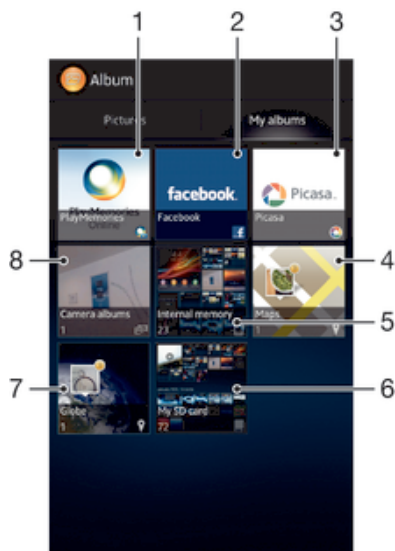 1 2 3
Album
Pictures My albums
facebook.
Picasa.
PlayMemories
Online
Facebook
Picasa
8
4
Camera albums
1
Internal memory
23
Maps
1
5
7
6
Globe
1
My SD card
72